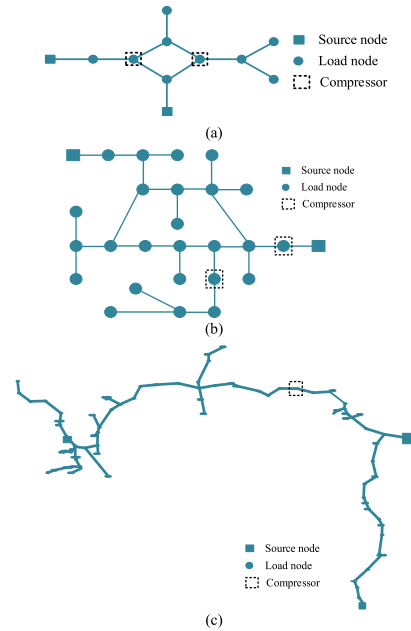 Source node
Load node
Compressor
(a)
Source node
Load node
Compressor
(b)
Source node
Load node
Compressor
(c)